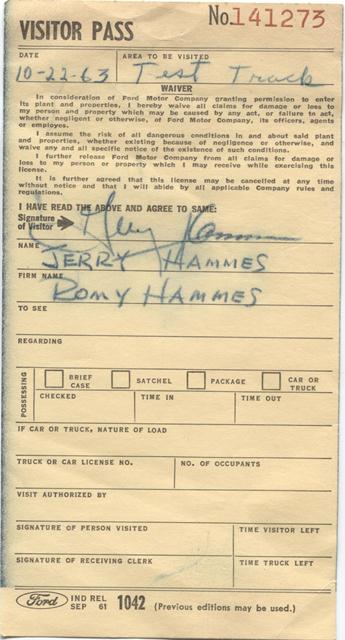 VISITOR PASS
No. 141273
DATE
AREA TO BE VISITED
10-22-63 Test Track
WAIVER
In consideration of Ford Motor Company granting permission to enter
its plant and properties, I hereby waive all claims for damage or loss to
my person and property which may be caused by any act, or failure to act,
whether negligent or otherwise, of Ford Motor Company, its officers, agents
or employes.
I assume the risk of all dangerous conditions in and about said plant
and properties, whether existing because of negligence or otherwise, and
waive any and all specific notice of the existence of such conditions.
I further release Ford Motor Company from all claims for damage or
loss to my person or property which I may receive while exercising this
license.
It is further agreed that this license may be cancelled at any time
without notice and that I will abide by all applicable Company rules and
regulations.
I HAVE READ THE ABOVE AND AGREE TO SAME:
Signature
of Visitor
Jerry Hammes
NAME
JERRY HAMMES
FIRM NAME
ROMY HAMMES
TO SEE
REGARDING
POSSESSING
BRIEF CASE
SATCHEL
PACKAGE
CAR OR TRUCK
CHECKED
TIME IN
TIME OUT
IF CAR OR TRUCK, NATURE OF LOAD
TRUCK OR CAR LICENSE NO.
NO. OF OCCUPANTS
VISIT AUTHORIZED BY
SIGNATURE OF PERSON VISITED
TIME VISITOR LEFT
SIGNATURE OF RECEIVING CLERK
TIME TRUCK LEFT
Ford IND REL SEP 61 1042 (Previous editions may be used.)